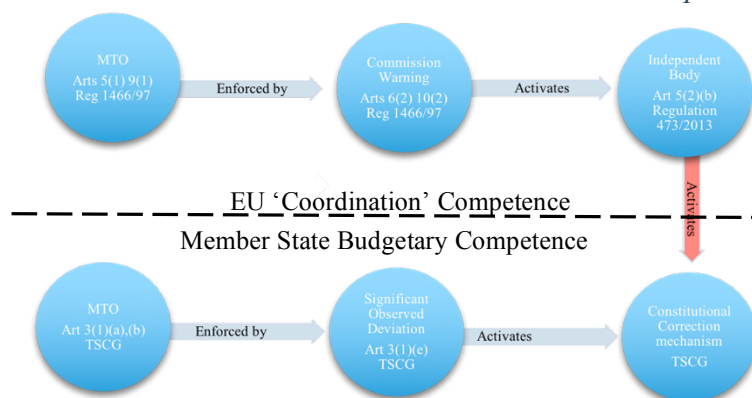 MTO
Arts 5(1) 9(1)
Reg 1466/97
Enforced by
Commission
Warning
Arts 6(2) 10(2)
Reg 1466/97
Activates
Independent
Body
Art 5(2)(b)
Regulation
473/2013
Activates
EU ‘Coordination’ Competence
Member State Budgetary Competence
MTO
Art 3(1)(a),(b)
TSCG
Enforced by
Significant
Observed
Deviation
Art 3(1)(e)
TSCG
Activates
Constitutional
Correction
mechanism
TSCG